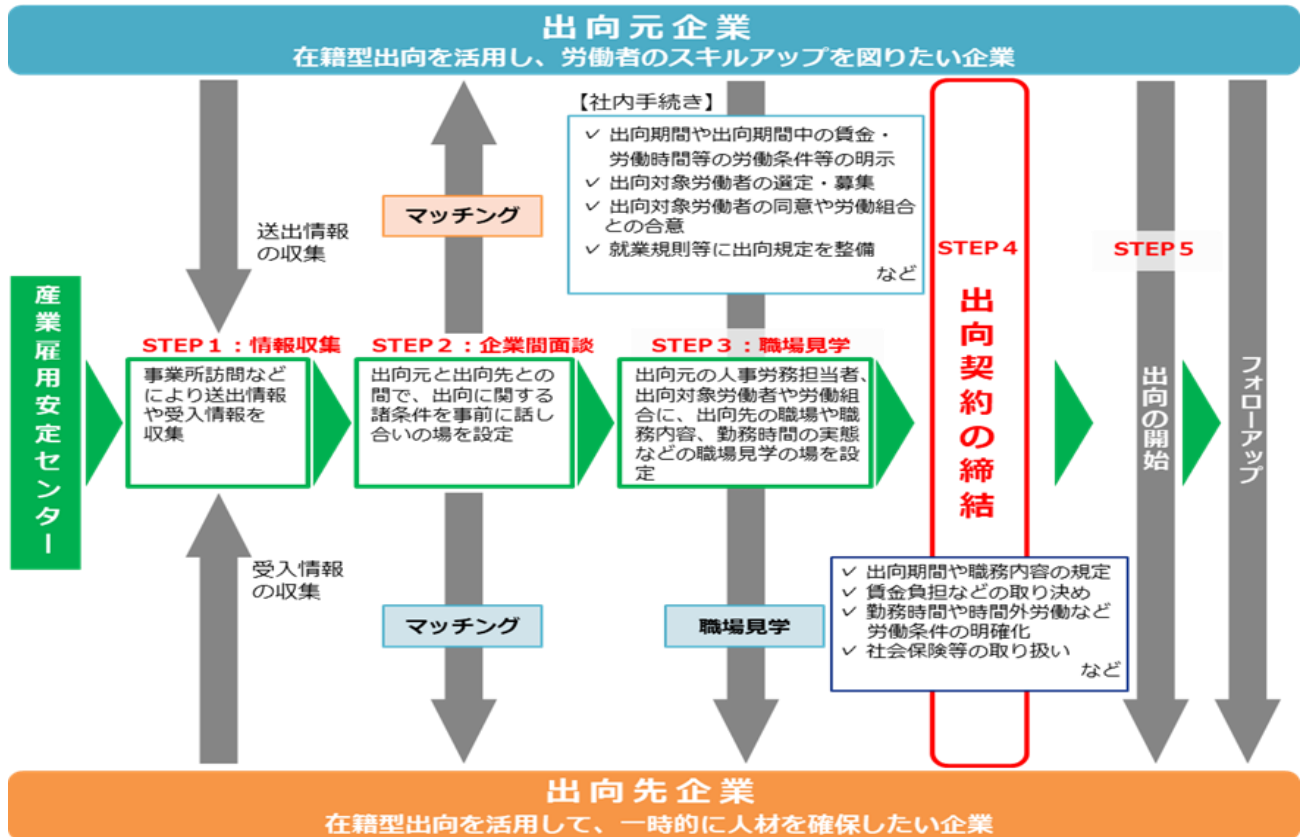 出向元企業
在籍型出向を活用し、労働者のスキルアップを図りたい企業
【社内手続き】
✓ 出向期間や出向期間中の賃金・
労働時間等の労働条件等の明示
✓ 出向対象労働者の選定・募集
✓ 出向対象労働者の同意や労働組合
との合意
✓ 就業規則等に出向規定を整備
など
マッチング
送出情報
の収集
産業雇用安定センター
STEP1：情報収集
事業所訪問など
により送出情報
や受入情報を
収集
STEP2：企業間面談
出向元と出向先との
間で、出向に関する
諸条件を事前に話し
合いの場を設定
STEP3：職場見学
出向元の人事労務担当者、
出向対象労働者や労働組
合に、出向先の職場や職
務内容、勤務時間の実態
などの職場見学の場を設
定
STEP4
出向契約の締結
STEP5
出向の開始
フォローアップ
受入情報
の収集
マッチング
職場見学
✓ 出向期間や職務内容の規定
✓ 賃金負担などの取り決め
✓ 勤務時間や時間外労働など
労働条件の明確化
✓ 社会保険等の取り扱い
など
出向先企業
在籍型出向を活用して、一時的に人材を確保したい企業